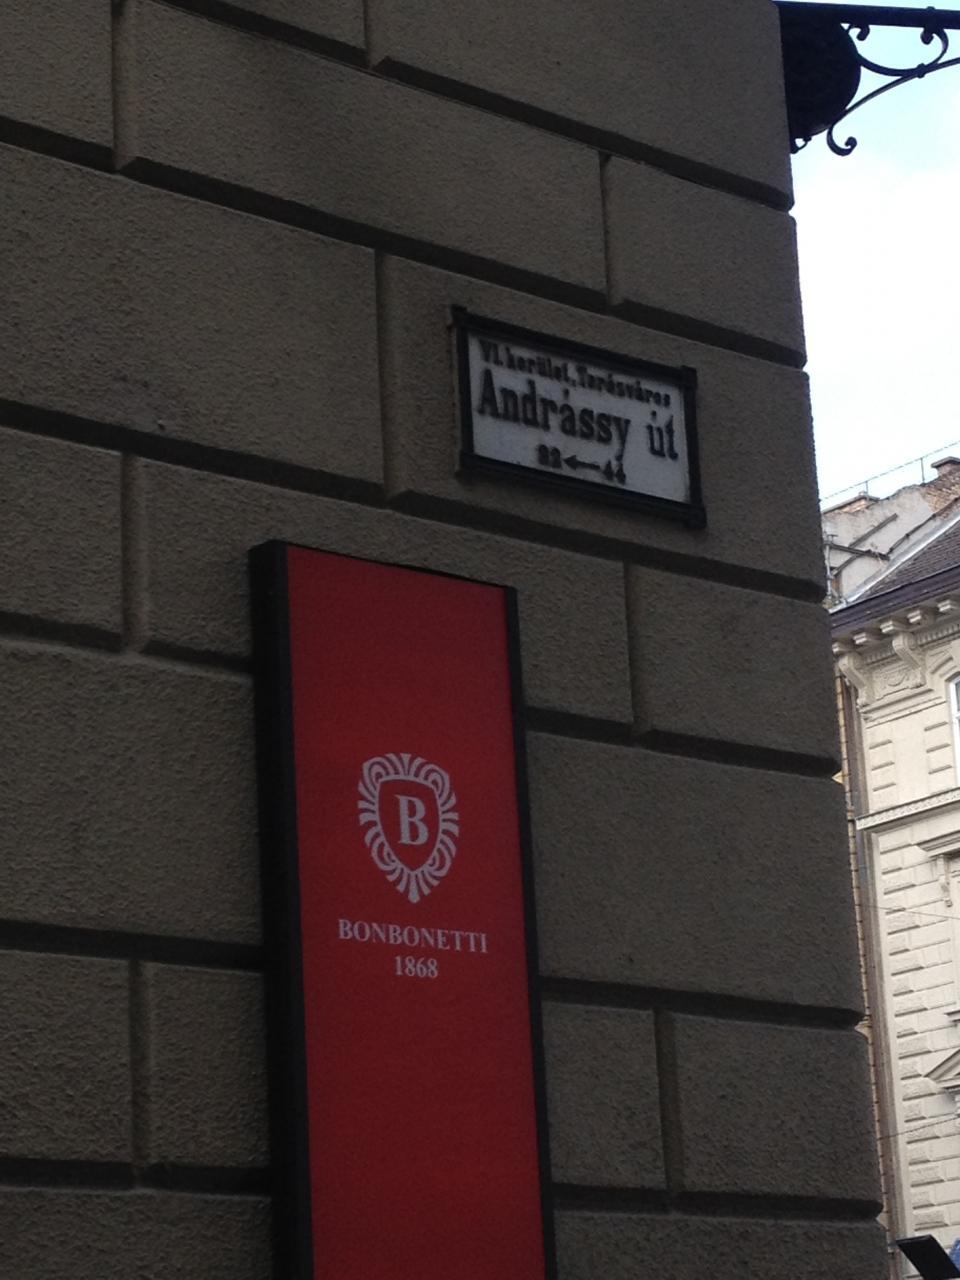 VI. kerület, Terézváros
Andrássy út
22←44
B
BONBONETTI
1868